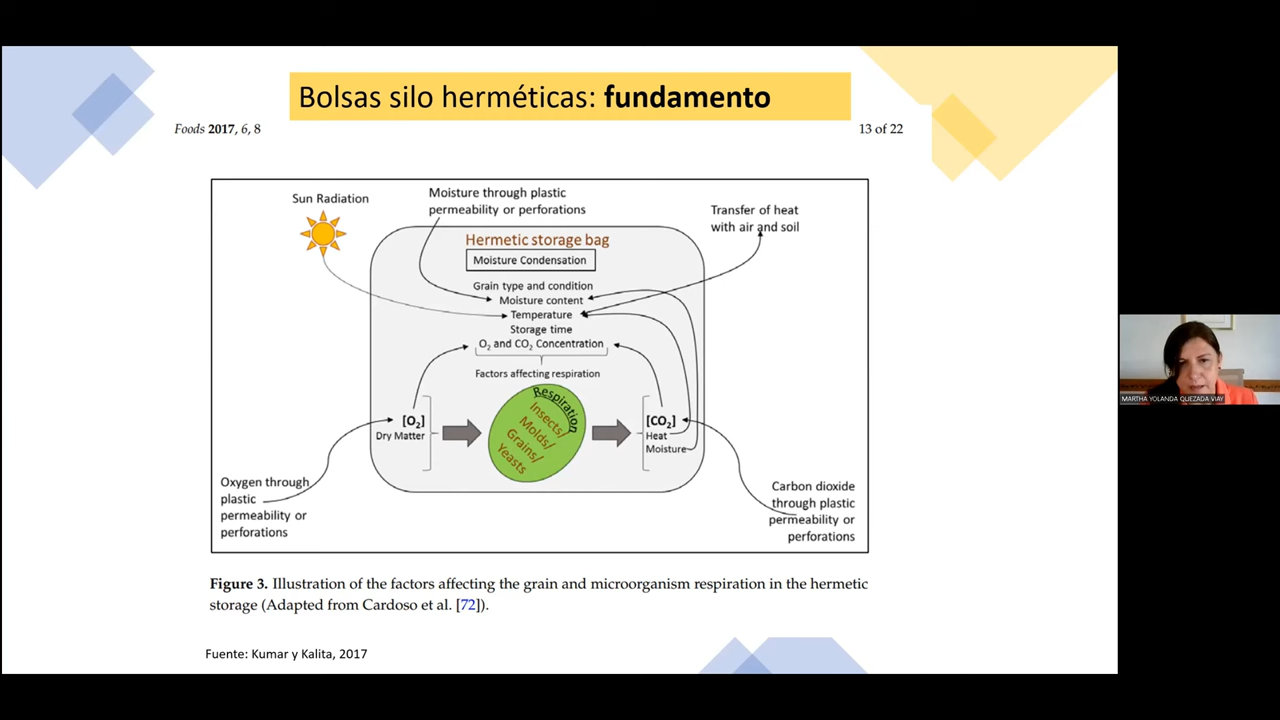 Bolsas silo herméticas: fundamento
Foods 2017, 6, 8
13 of 22
Sun Radiation
Moisture through plastic
permeability or perforations
Transfer of heat
with air and soil
Hermetic storage bag
Moisture Condensation
Grain type and condition
Moisture content
Temperature
Storage time
O₂ and CO₂ Concentration
Factors affecting respiration
[O₂]
Dry Matter
Respiration
Insects/
Molds/
Grains/
Yeasts
[CO₂]
Heat
Moisture
Oxygen through
plastic
permeability or
perforations
Carbon dioxide
through plastic
permeability or
perforations
Figure 3. Illustration of the factors affecting the grain and microorganism respiration in the hermetic
storage (Adapted from Cardoso et al. [72]).
Fuente: Kumar y Kalita, 2017
MARTHA YOLANDA QUEZADA VIAY